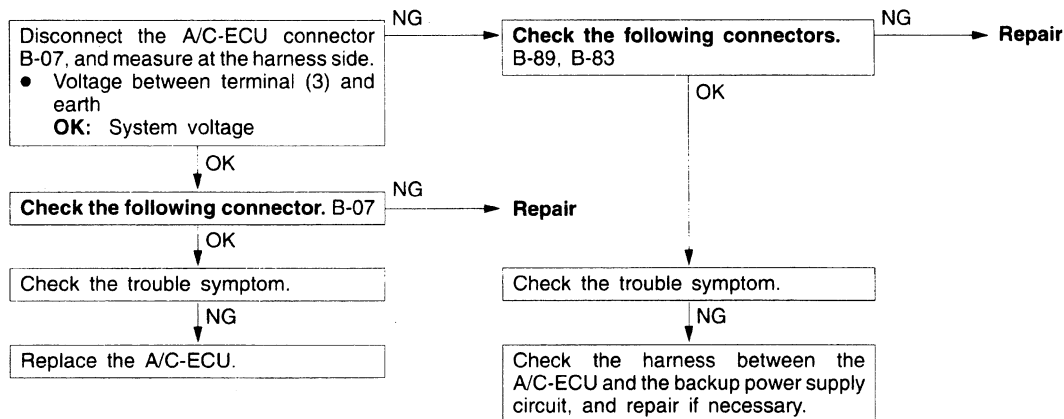 NG
NG
Disconnect the A/C-ECU connector
B-07, and measure at the harness side.
● Voltage between terminal (3) and
earth
OK: System voltage
Check the following connectors.
B-89, B-83
Repair
OK
OK
NG
Check the following connector. B-07
Repair
OK
Check the trouble symptom.
Check the trouble symptom.
NG
NG
Replace the A/C-ECU.
Check the harness between the
A/C-ECU and the backup power supply
circuit, and repair if necessary.